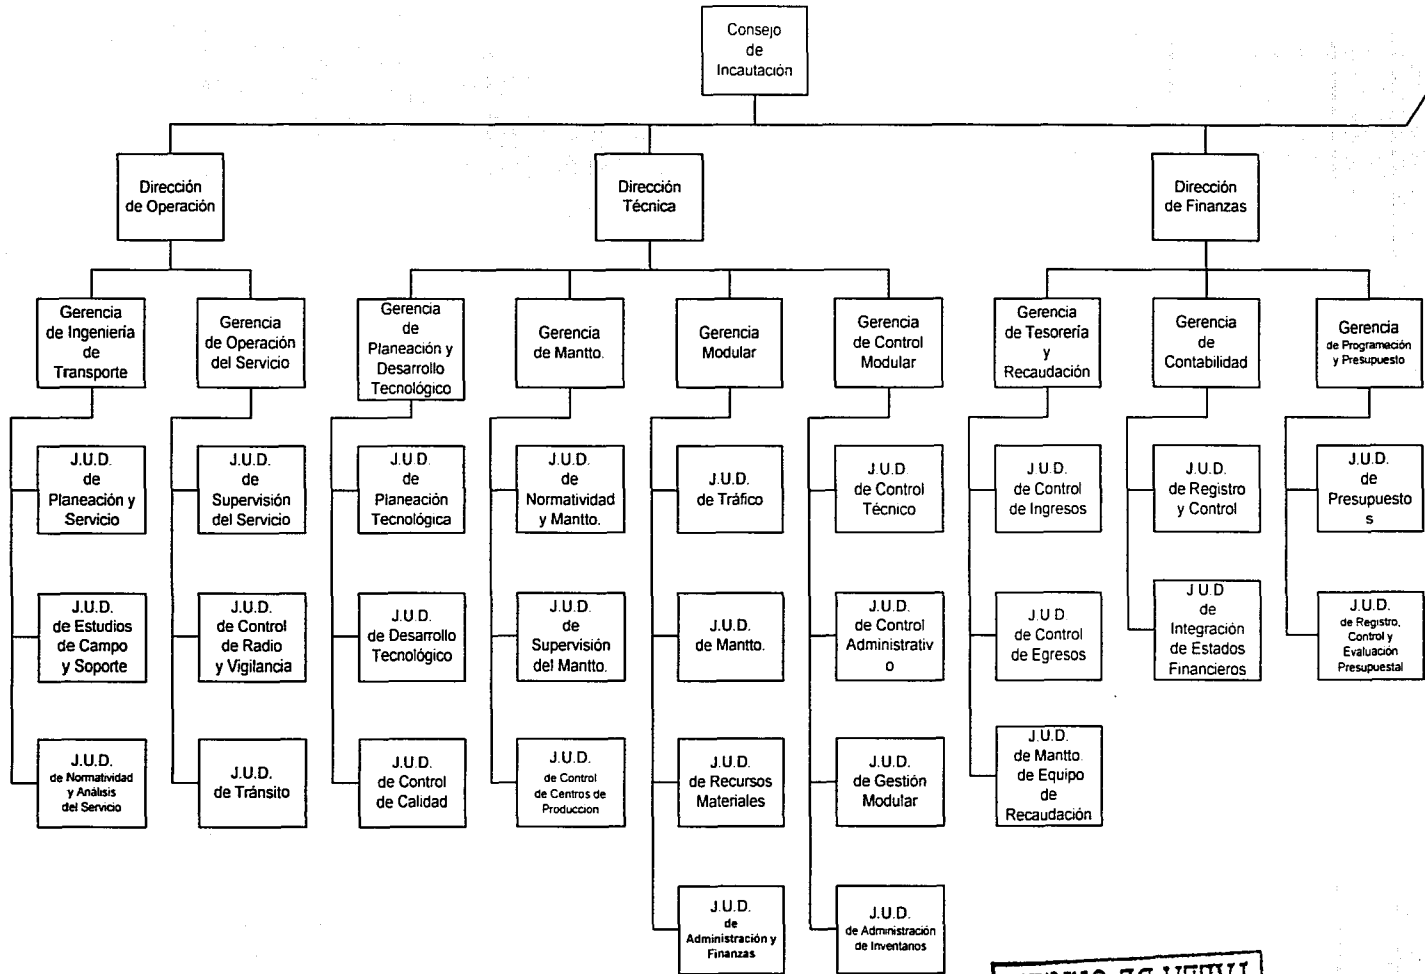 Consejo
de
Incautación
Dirección
de Operación
Dirección
Técnica
Dirección
de Finanzas
Gerencia
de Ingeniería
de
Transporte
Gerencia
de Operación
del Servicio
Gerencia
de
Planeación y
Desarrollo
Tecnológico
Gerencia
de Mantto.
Gerencia
Modular
Gerencia
de Control
Modular
Gerencia
de Tesorería
y
Recaudación
Gerencia
de
Contabilidad
Gerencia
de Programación
y Presupuesto
J.U.D.
de
Planeación y
Servicio
J.U.D.
de
Supervisión
del Servicio
J.U.D.
de
Planeación
Tecnológica
J.U.D.
de
Normatividad
y Mantto.
J.U.D.
de Tráfico
J.U.D.
de Control
Técnico
J.U.D.
de Control
de Ingresos
J.U.D.
de Registro
y Control
J.U.D.
de
Presupuesto
s
J.U.D.
de Estudios
de Campo
y Soporte
J.U.D.
de Control
de Radio
y Vigilancia
J.U.D.
de Desarrollo
Tecnológico
J.U.D.
de
Supervisión
del Mantto.
J.U.D.
de Mantto.
J.U.D.
de Control
Administrativ
o
J.U.D.
de Control
de Egresos
J.U.D
de
Integración
de Estados
Financieros
J.U.D.
de Registro,
Control y
Evaluación
Presupuestal
J.U.D.
de Normatividad
y Análisis
del Servicio
J.U.D.
de Tránsito
J.U.D.
de Control
de Calidad
J.U.D.
de Control
de Centros de
Produccion
J.U.D.
de Recursos
Materiales
J.U.D.
de Gestión
Modular
J.U.D.
de Mantto.
de Equipo
de
Recaudación
J.U.D.
de
Administración y
Finanzas
J.U.D.
de Administración
de Inventarios